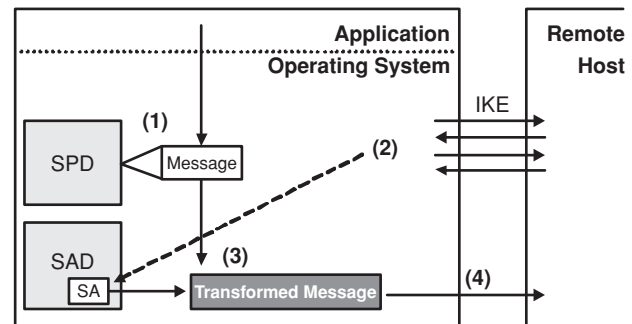 Application
Remote
Operating System
Host
IKE
(1)
SPD
Message
(2)
SAD
(3)
SA
Transformed Message
(4)